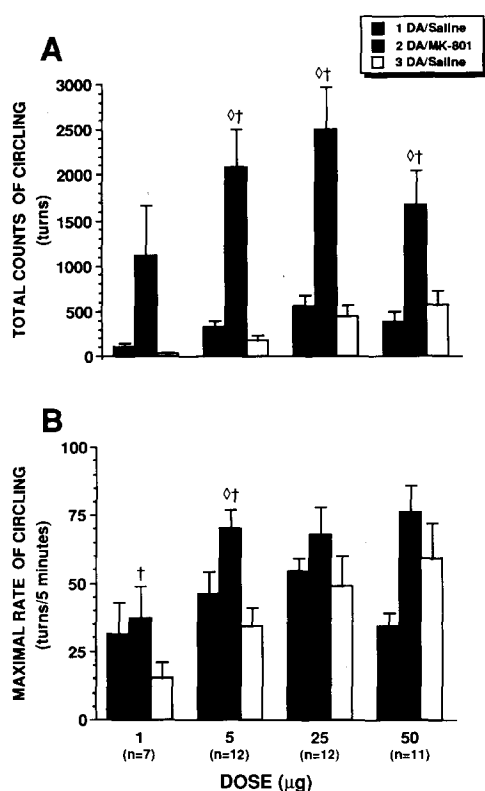 1 DA/Saline
2 DA/MK-801
3 DA/Saline
A
TOTAL COUNTS OF CIRCLING
(turns)
3000
2500
2000
1500
1000
500
0
◊†
◊†
◊†
B
MAXIMAL RATE OF CIRCLING
(turns/5 minutes)
100
75
50
25
0
†
◊†
1 5 25 50
(n=7) (n=12) (n=12) (n=11)
DOSE (µg)